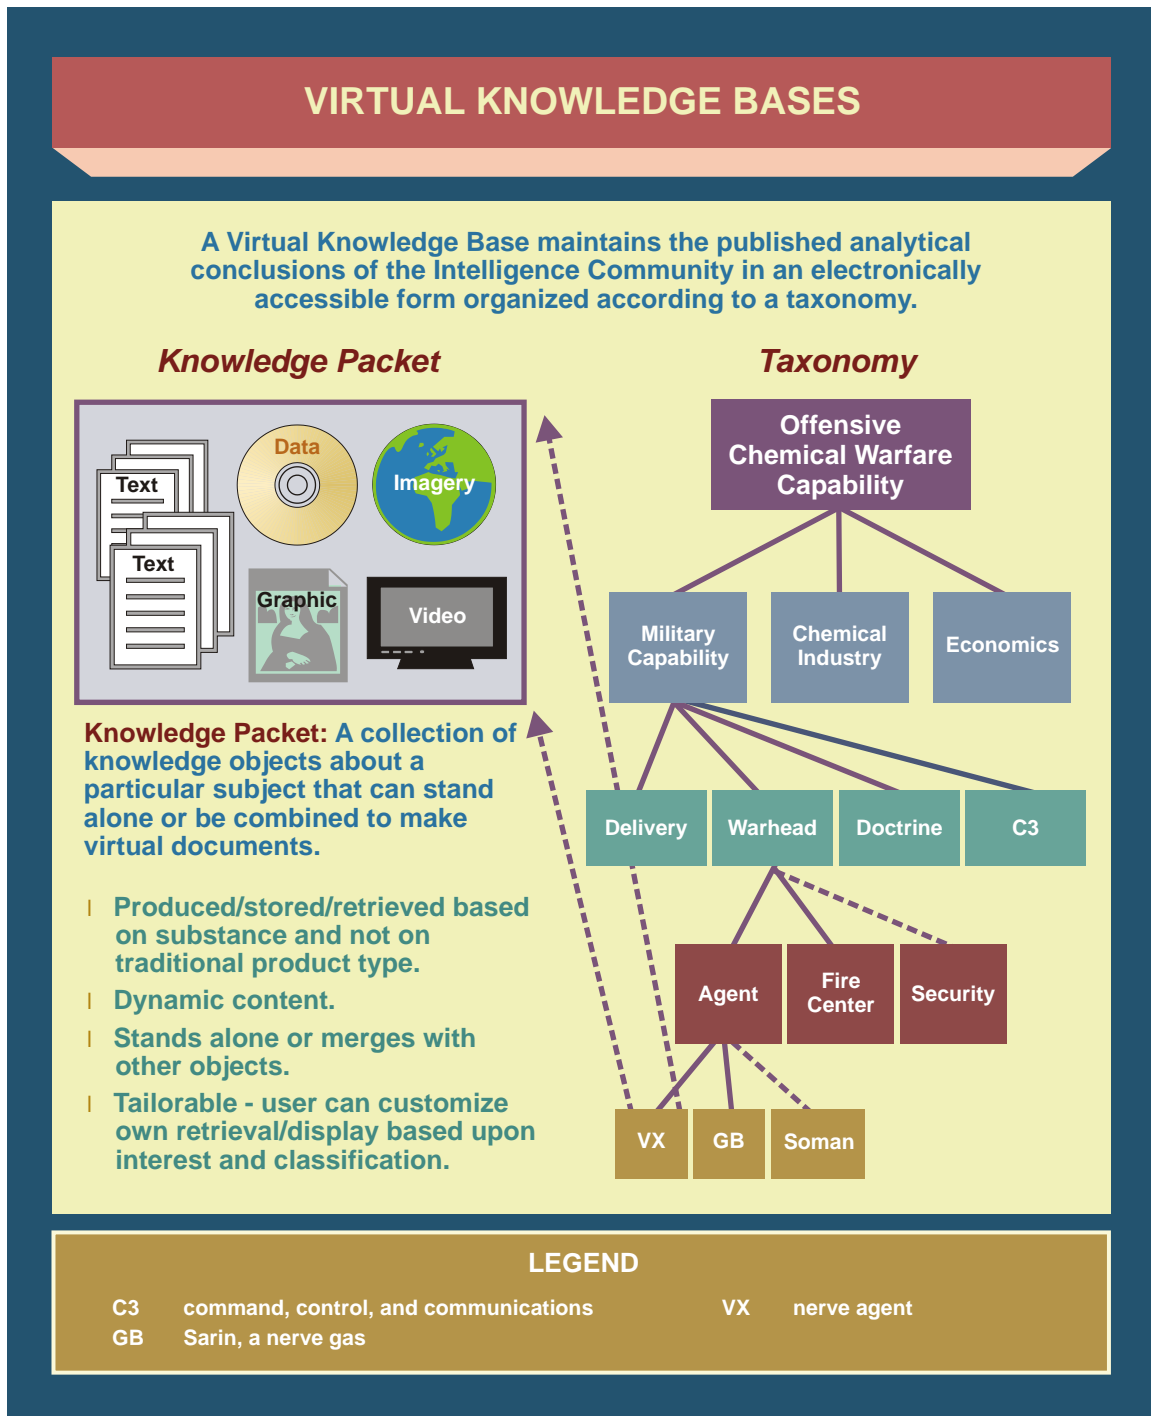 VIRTUAL KNOWLEDGE BASES
A Virtual Knowledge Base maintains the published analytical
conclusions of the Intelligence Community in an electronically
accessible form organized according to a taxonomy.
Knowledge Packet
Text
Text
Data
Imagery
Graphic
Video
Knowledge Packet: A collection of
knowledge objects about a
particular subject that can stand
alone or be combined to make
virtual documents.
l Produced/stored/retrieved based
on substance and not on
traditional product type.
l Dynamic content.
l Stands alone or merges with
other objects.
l Tailorable - user can customize
own retrieval/display based upon
interest and classification.
Taxonomy
Offensive
Chemical Warfare
Capability
Military
Capability
Chemical
Industry
Economics
Delivery
Warhead
Doctrine
C3
Agent
Fire
Center
Security
VX
GB
Soman
LEGEND
C3 command, control, and communications
GB Sarin, a nerve gas
VX nerve agent